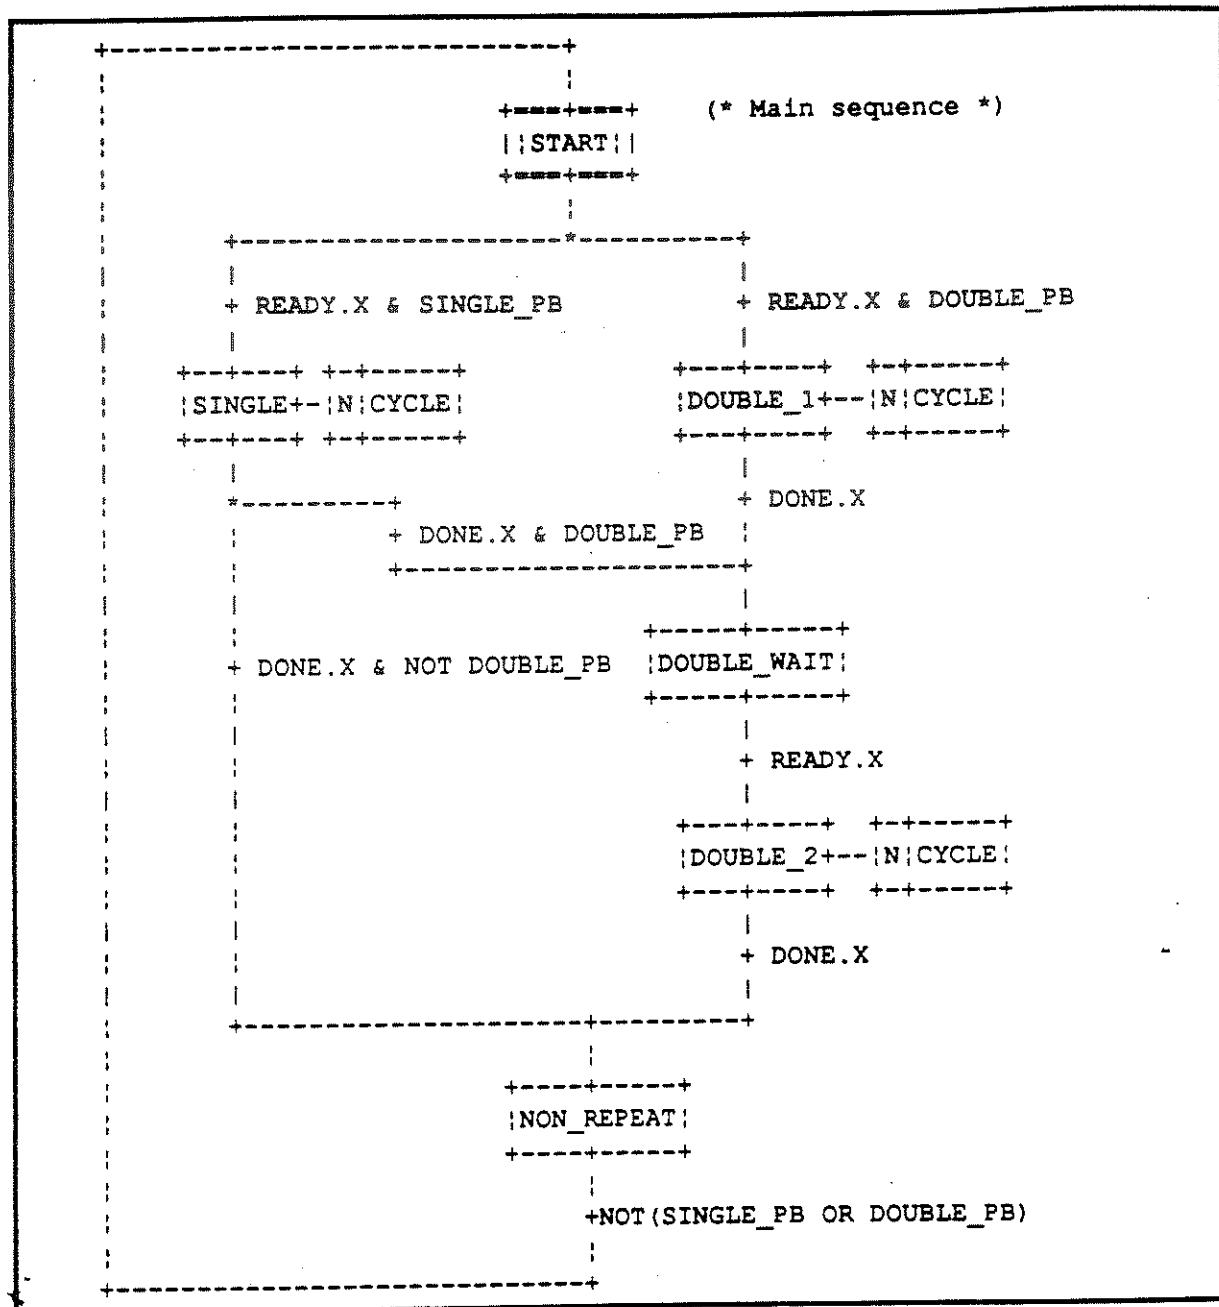 (* Main sequence *)
START
READY.X & SINGLE_PB READY.X & DOUBLE_PB
SINGLE N CYCLE DOUBLE_1 N CYCLE
DONE.X
DONE.X & DOUBLE_PB
DONE.X & NOT DOUBLE_PB DOUBLE_WAIT
READY.X
DOUBLE_2 N CYCLE
DONE.X
NON_REPEAT
NOT(SINGLE_PB OR DOUBLE_PB)